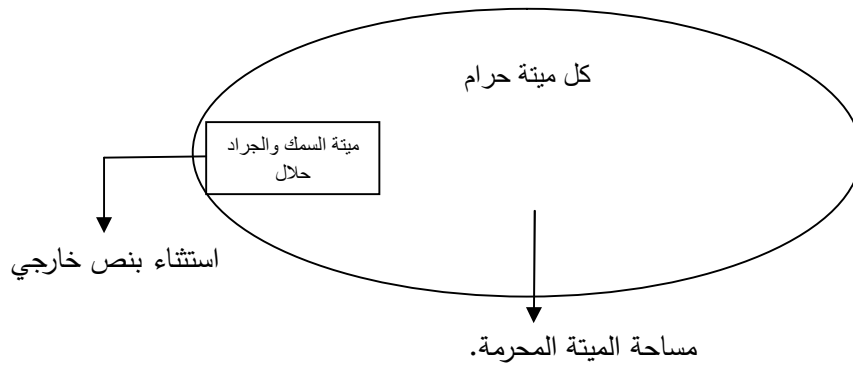 كل ميتة حرام
ميتة السمك والجراد
حلال
استثناء بنص خارجي
مساحة الميتة المحرمة.